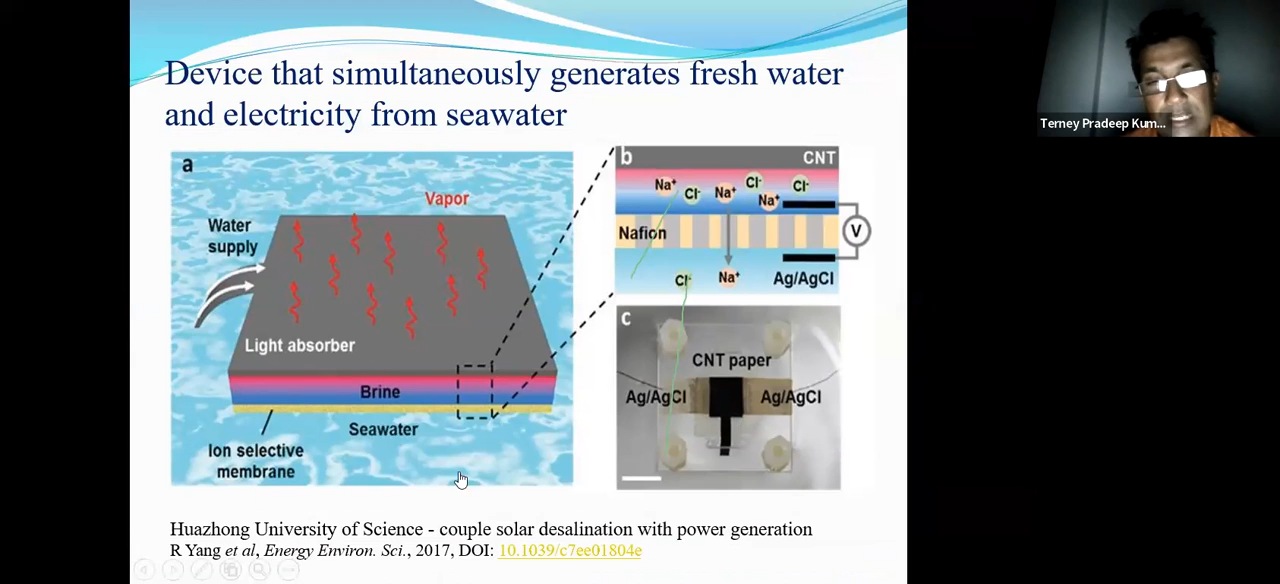 Device that simultaneously generates fresh water
and electricity from seawater
a
Vapor
Water
supply
Light absorber
Brine
Seawater
Ion selective
membrane
b
CNT
Na⁺
Cl⁻
Na⁺
Cl⁻
Na⁺
Cl⁻
Nafion
V
Cl⁻
Na⁺
Ag/AgCl
c
CNT paper
Ag/AgCl
Ag/AgCl
Huazhong University of Science - couple solar desalination with power generation
R Yang et al, Energy Environ. Sci., 2017, DOI: 10.1039/c7ee01804e
Terney Pradeep Kum...